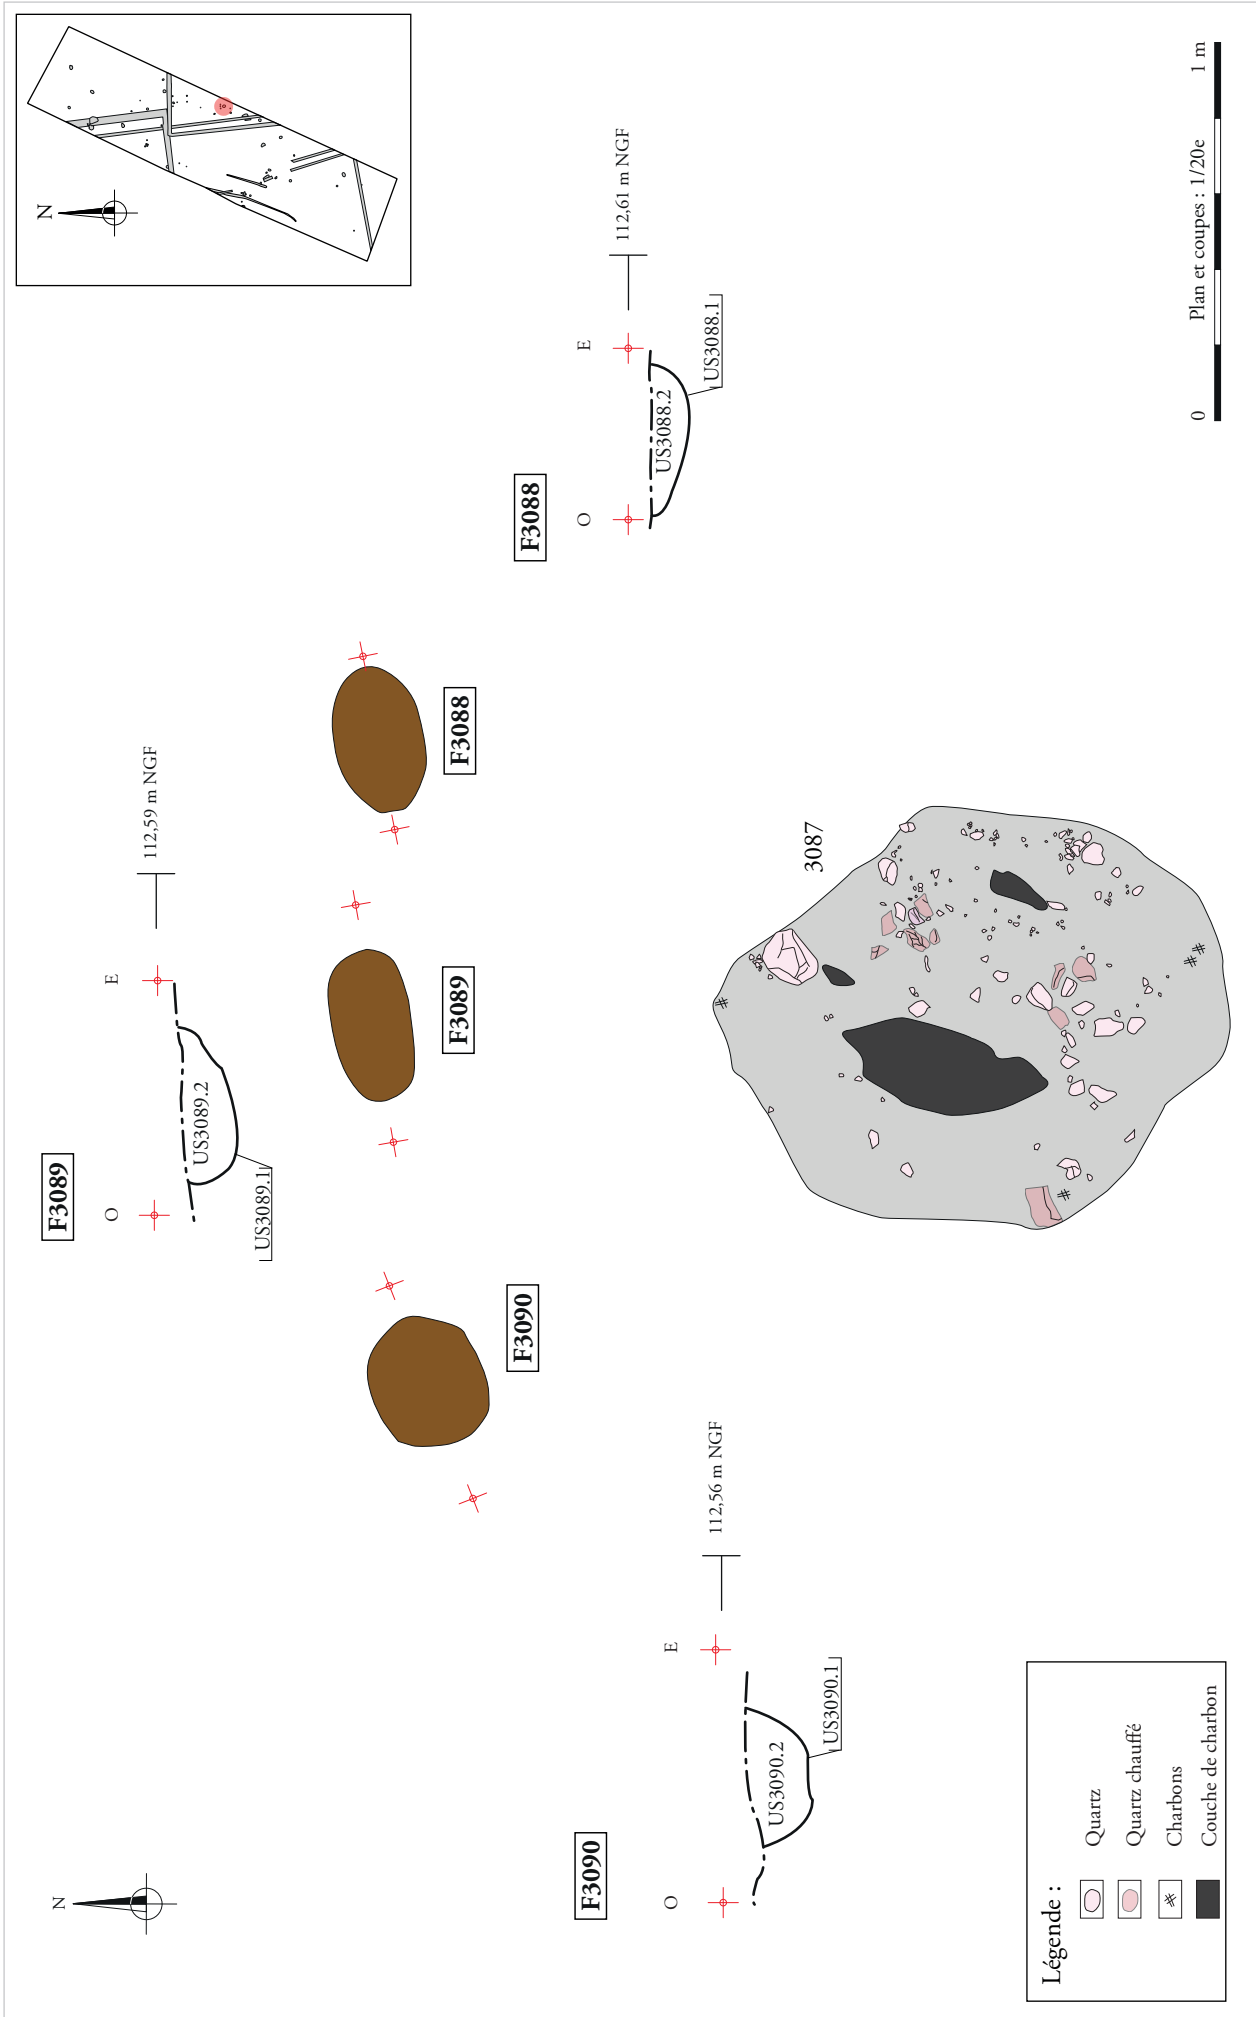 N
N
F3089
O
E
112,59 m NGF
US3089.2
US3089.1
F3090
F3089
F3088
F3088
O
E
112,61 m NGF
US3088.2
US3088.1
F3090
O
E
112,56 m NGF
US3090.2
US3090.1
3087
Légende :
Quartz
Quartz chauffé
Charbons
Couche de charbon
Plan et coupes : 1/20e
0
1 m